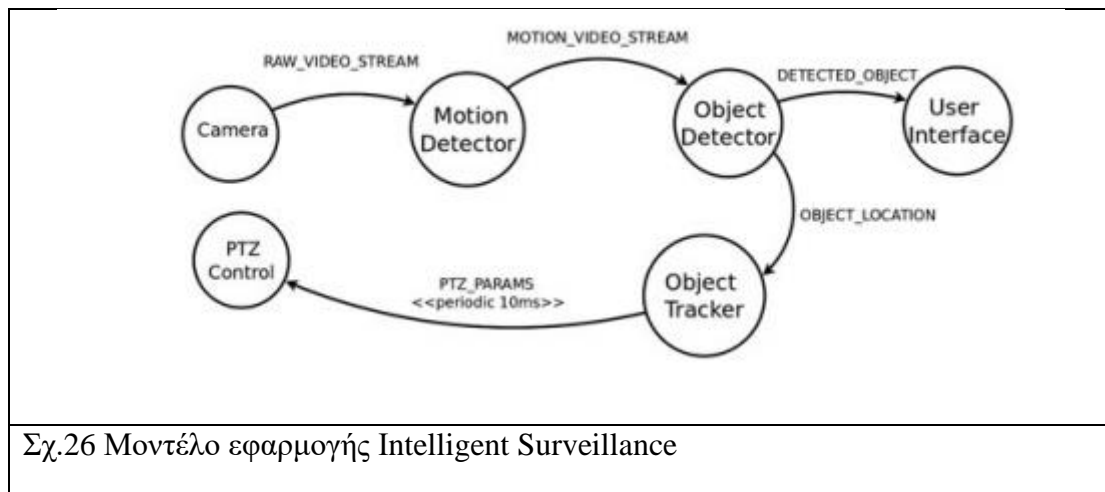 MOTION_VIDEO_STREAM
RAW_VIDEO_STREAM
DETECTED_OBJECT
Camera
Motion
Detector
Object
Detector
User
Interface
OBJECT_LOCATION
PTZ
Control
PTZ_PARAMS
<<periodic 10ms>>
Object
Tracker
Σχ.26 Μοντέλο εφαρμογής Intelligent Surveillance